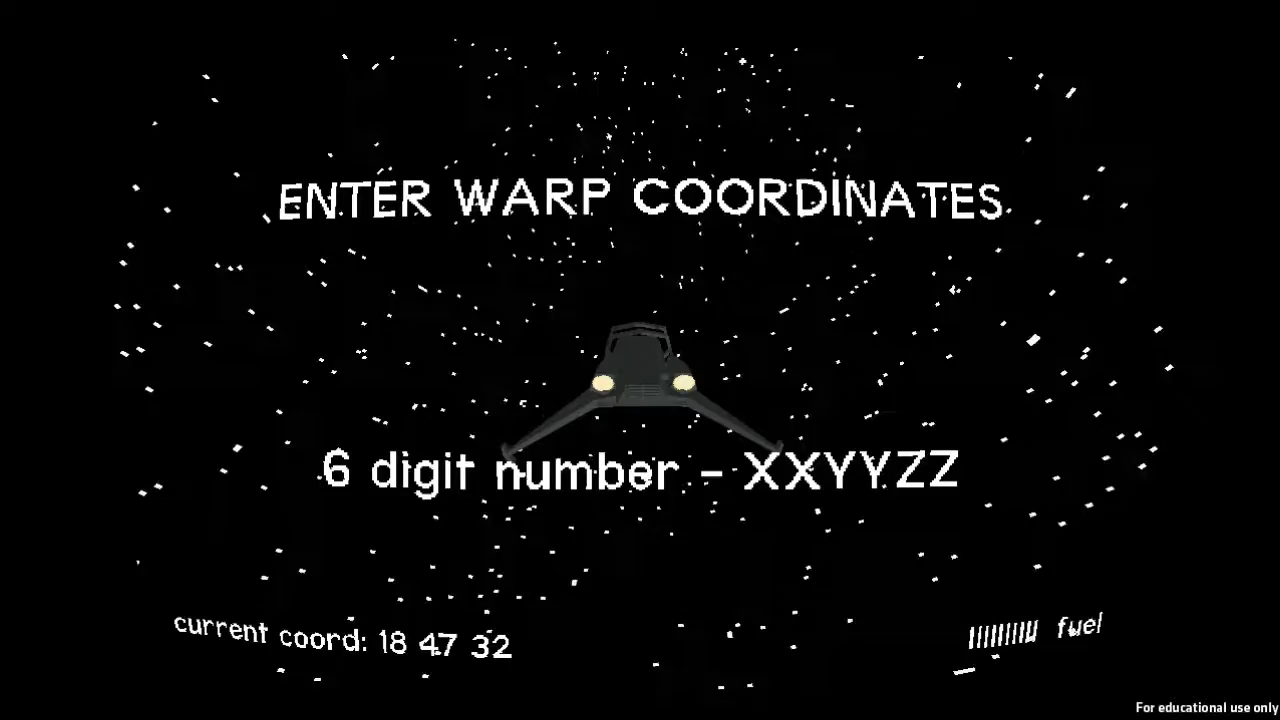 ENTER WARP COORDINATES
6 digit number - XXYYZZ
current coord: 18 47 32
fuel
For educational use only